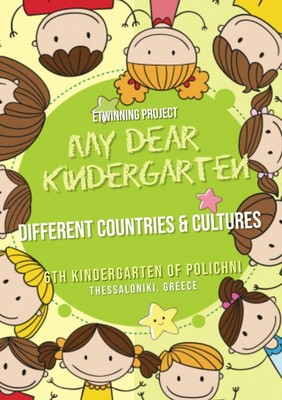 ETWINNING PROJECT
MY DEAR
KINDERGARTEN
DIFFERENT COUNTRIES & CULTURES
6TH KINDERGARTEN OF POLICHNI
THESSALONIKI, GREECE